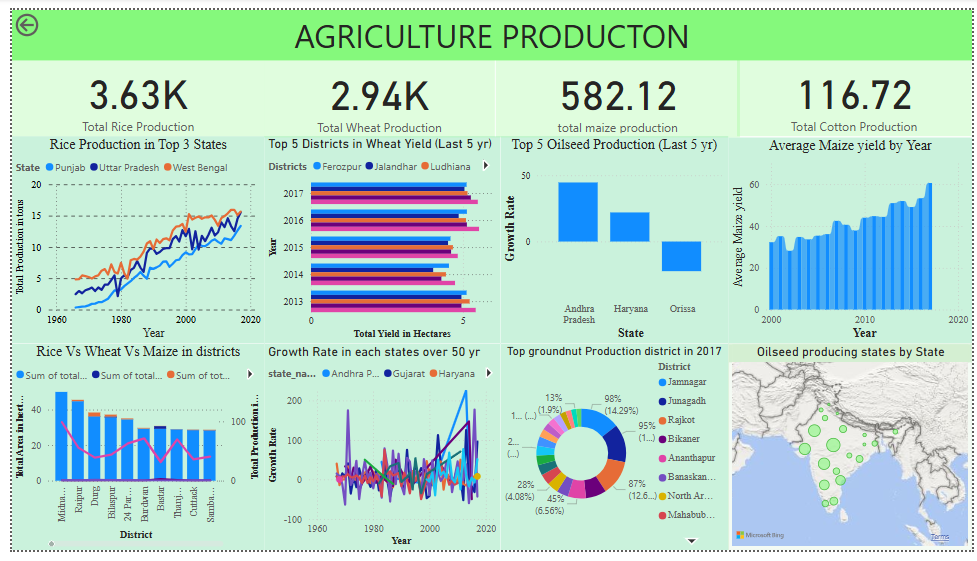 AGRICULTURE PRODUCTON
3.63K
Total Rice Production
2.94K
Total Wheat Production
582.12
total maize production
116.72
Total Cotton Production
Rice Production in Top 3 States
State Punjab Uttar Pradesh West Bengal
Total Production in tons
20
15
10
5
0
1960 1980 2000 2020
Year
Top 5 Districts in Wheat Yield (Last 5 yr)
Districts Ferozpur Jalandhar Ludhiana
Year
2017
2016
2015
2014
2013
0 5
Total Yield in Hectares
Top 5 Oilseed Production (Last 5 yr)
Growth Rate
50
0
Andhra Pradesh Haryana Orissa
State
Average Maize yield by Year
Average Maize yield
60
40
20
0
2000 2010 2020
Year
Rice Vs Wheat Vs Maize in districts
Sum of total... Sum of total... Sum of tot...
Total Area in hect...
40
20
0
100
0
Total Production i...
Midna... Raipur Durg Bilaspur 24 Par... Bardawan Bastar Thanj... Cuttack Samba...
District
Growth Rate in each states over 50 yr
state_na... Andhra P... Gujarat Haryana
Growth Rate
200
100
0
-100
1960 1980 2000 2020
Year
Top groundnut Production district in 2017
13%
(1.9%)
1... (...)
2...
(...)
28%
(4.08%)
45%
(6.56%)
98%
(14.29%)
95%
(1...)
87%
(12.6...)
District
Jamnagar
Junagadh
Rajkot
Bikaner
Ananthapur
Banaskan...
North Ar...
Mahabub...
Oilseed producing states by State
Microsoft Bing
Terms